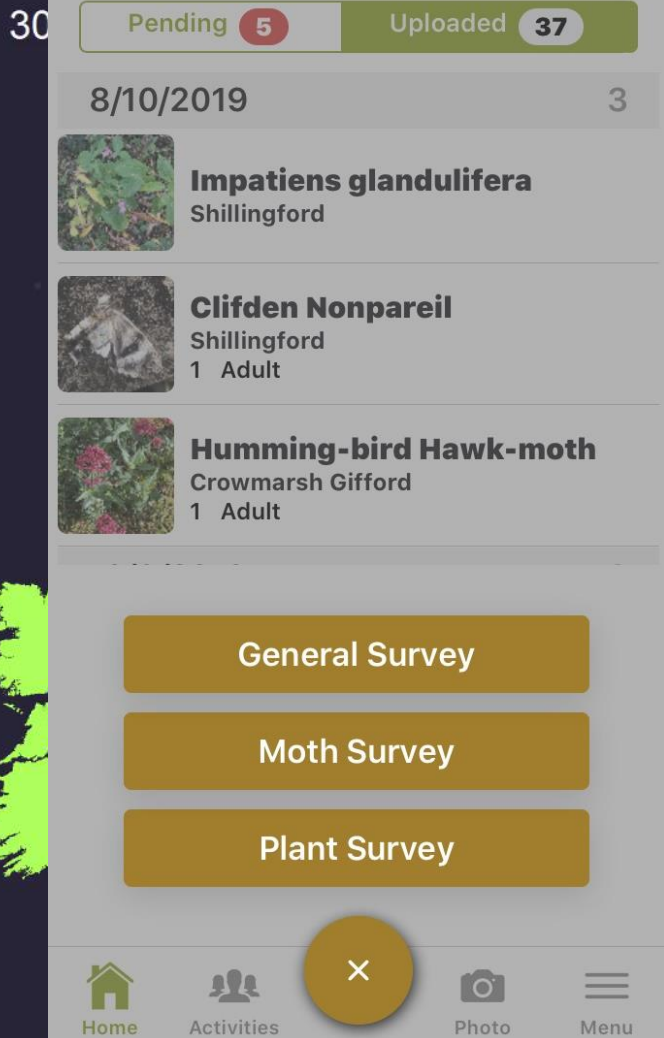 30
Pending 5 Uploaded 37
8/10/2019 3
Impatiens glandulifera
Shillingford
Clifden Nonpareil
Shillingford
1 Adult
Humming-bird Hawk-moth
Crowmarsh Gifford
1 Adult
General Survey
Moth Survey
Plant Survey
Home Activities Photo Menu